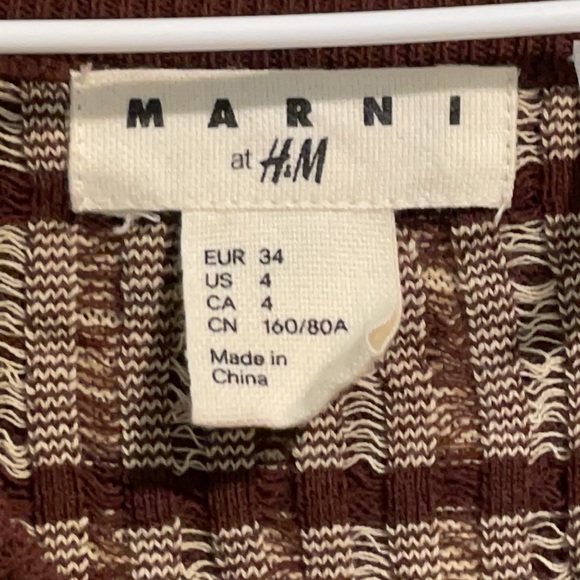 MARNI
at H&M
EUR 34
US 4
CA 4
CN 160/80A
Made in
China